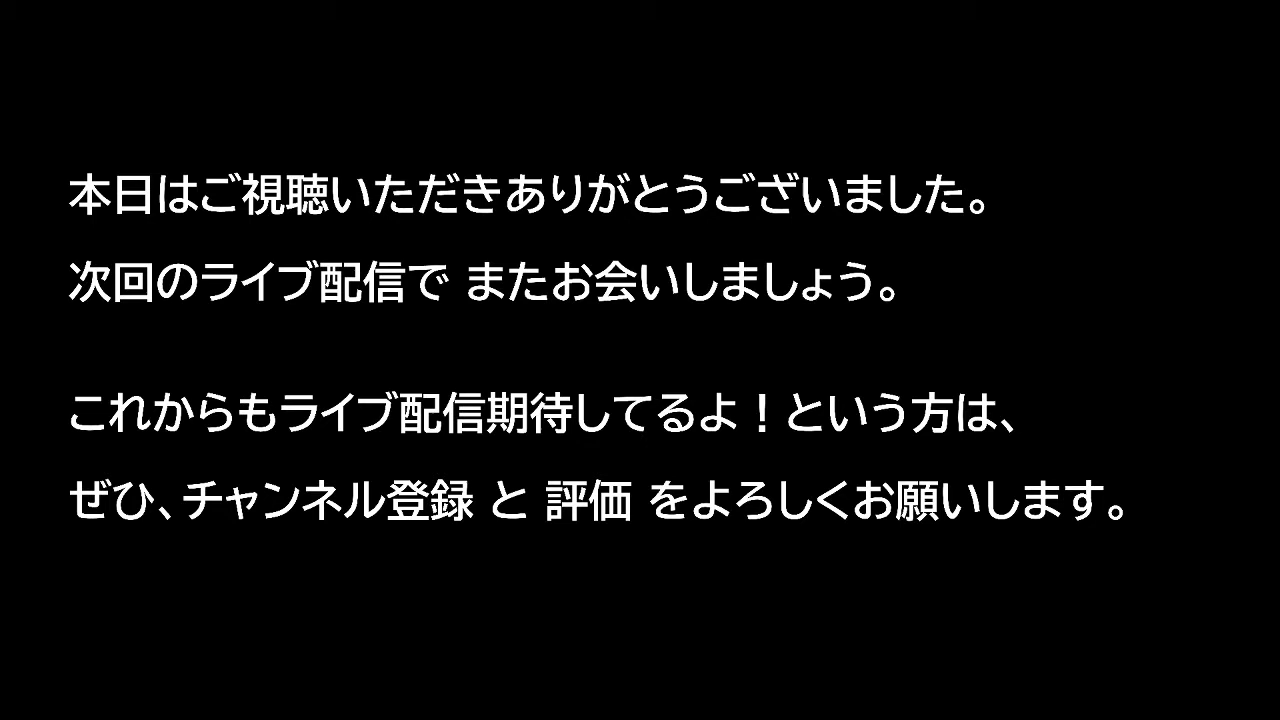 本日はご視聴いただきありがとうございました。
次回のライブ配信で またお会いしましょう。
これからもライブ配信期待してるよ！という方は、
ぜひ、チャンネル登録 と 評価 をよろしくお願いします。